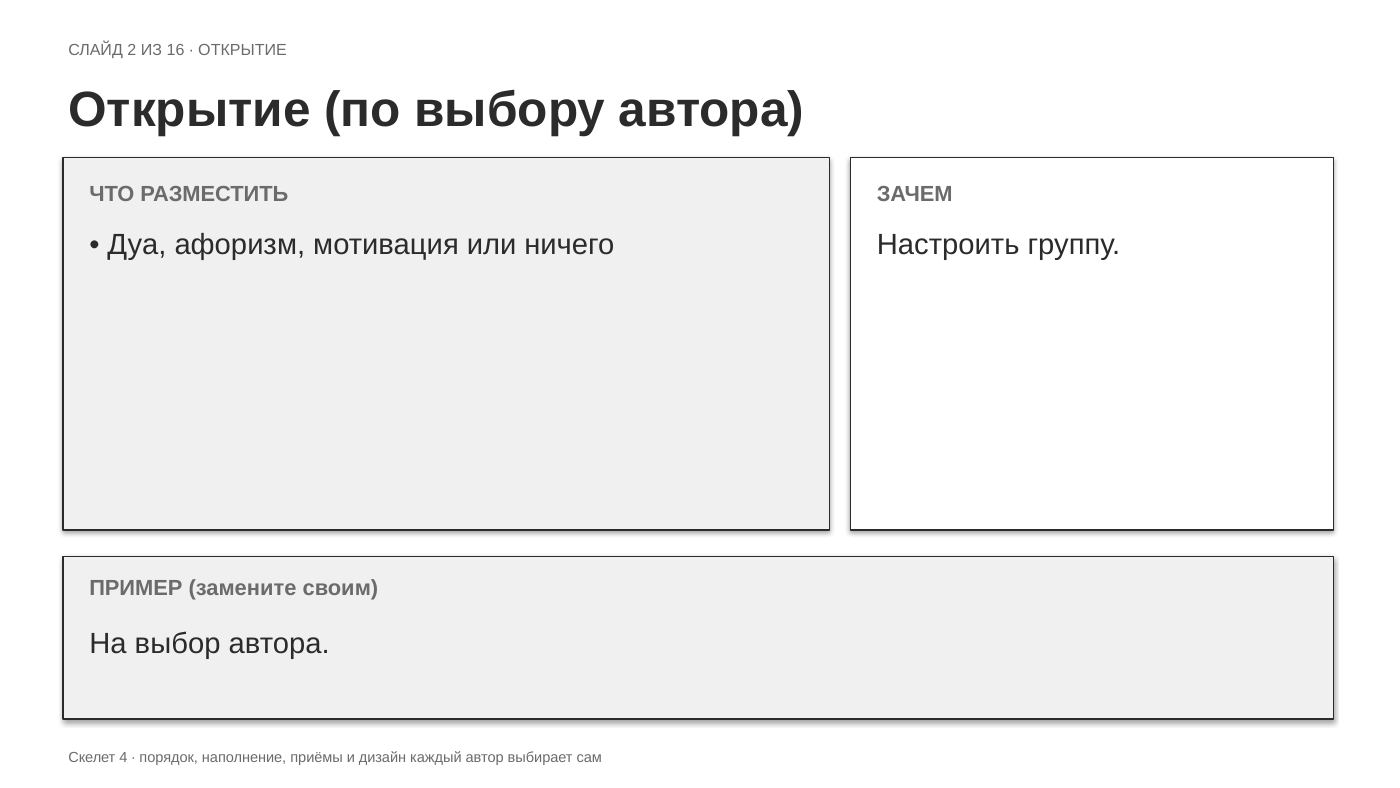 СЛАЙД 2 ИЗ 16 · ОТКРЫТИЕ
Открытие (по выбору автора)
ЧТО РАЗМЕСТИТЬ
• Дуа, афоризм, мотивация или ничего
ЗАЧЕМ
Настроить группу.
ПРИМЕР (замените своим)
На выбор автора.
Скелет 4 · порядок, наполнение, приёмы и дизайн каждый автор выбирает сам